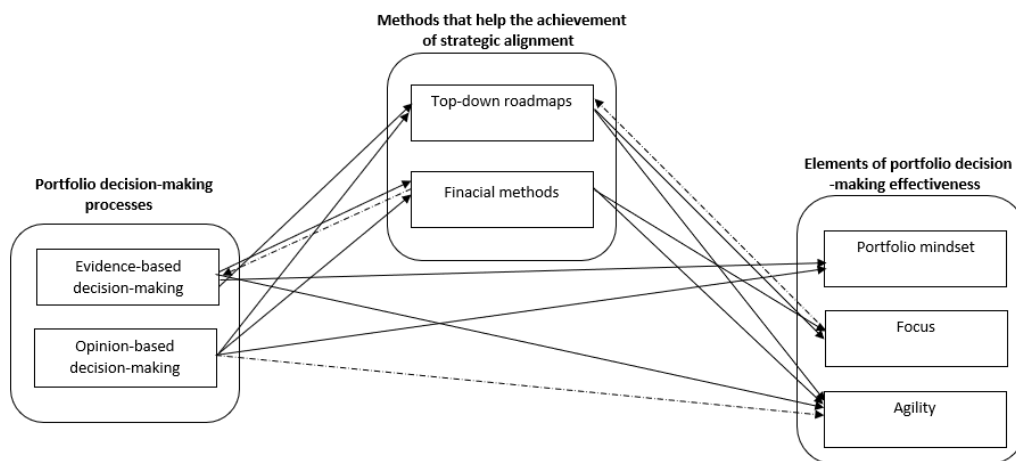 Methods that help the achievement
of strategic alignment
Top-down roadmaps
Finacial methods
Portfolio decision-making
processes
Evidence-based
decision-making
Opinion-based
decision-making
Elements of portfolio decision
-making effectiveness
Portfolio mindset
Focus
Agility